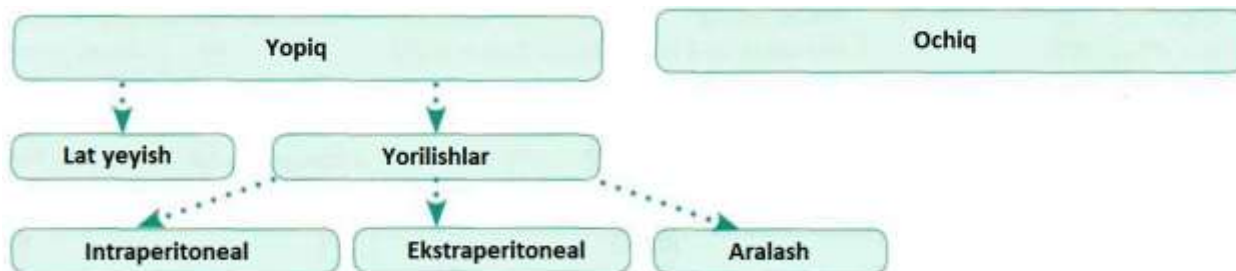 Yopiq
Ochiq
Lat yeyish
Yorilishlar
Intraperitoneal
Ekstraperitoneal
Aralash